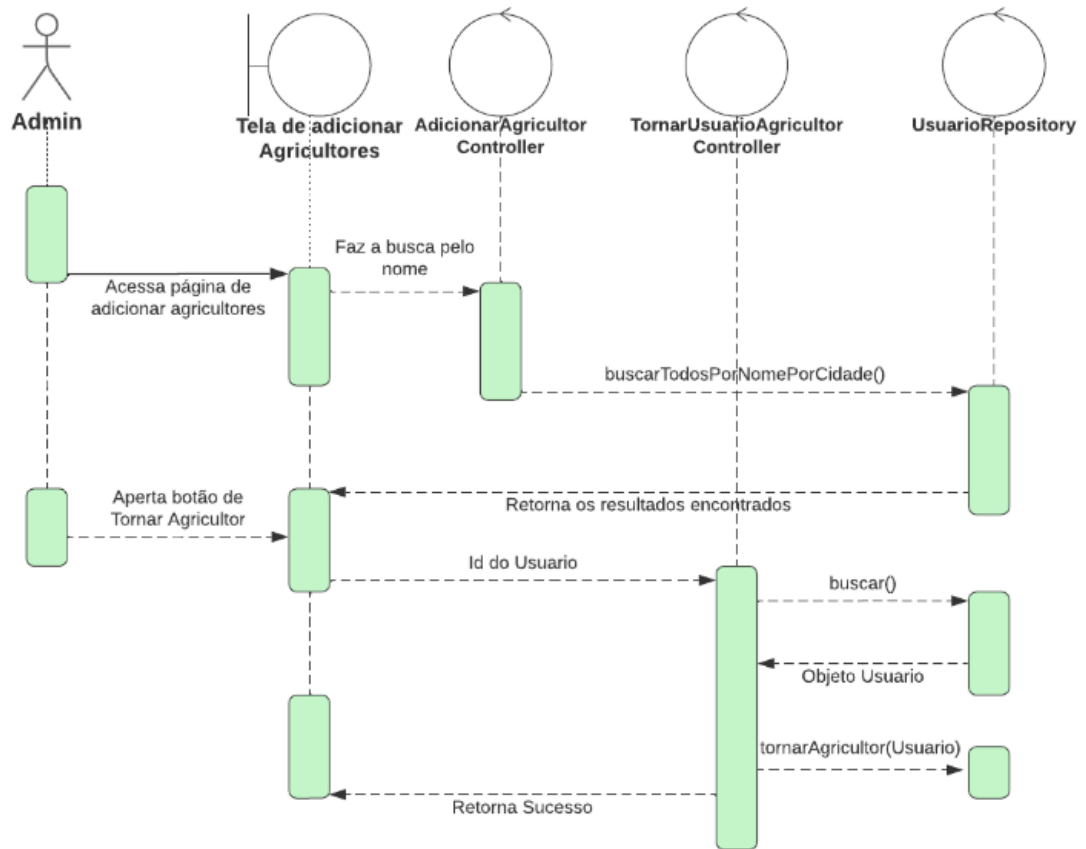 Admin
Tela de adicionar
Agricultores
AdicionarAgricultor
Controller
TornarUsuarioAgricultor
Controller
UsuarioRepository
Faz a busca pelo
nome
Acessa página de
adicionar agricultores
buscarTodosPorNomePorCidade()
Retorna os resultados encontrados
Aperta botão de
Tornar Agricultor
Id do Usuario
buscar()
Objeto Usuario
tornarAgricultor(Usuario)
Retorna Sucesso